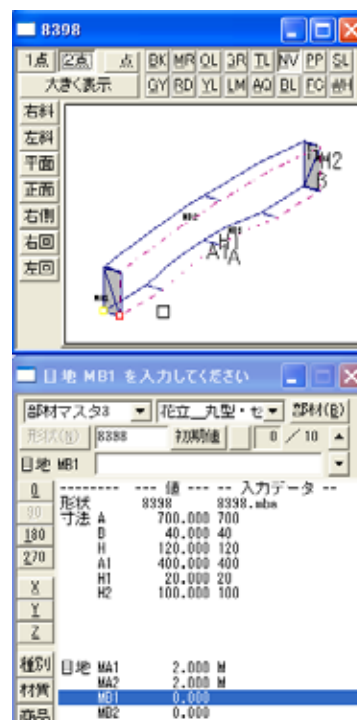 8398
1点 2点 点 BK MR OL GR TL NV PP SL
大きく表示 GY RD YL LM AQ BL FC WH
右斜
左斜
平面
正面
右側
右回
左回
H2
B
A1 H1 A
目地 MB1 を入力してください
部材マスタ3 花立__丸型・セ 部材(B)
形状(N) 8398 初期値 0 / 10
目地 MB1
-------- --- 値 --- -- 入力データ --
形状 8398 8398.mbm
寸法 A 700.000 700
B 40.000 40
H 120.000 120
A1 400.000 400
H1 20.000 20
H2 100.000 100
目地 MA1 2.000 M
MA2 2.000 M
MB1 0.000
MB2 0.000
0
90
180
270
X
Y
Z
種別
材質
商品